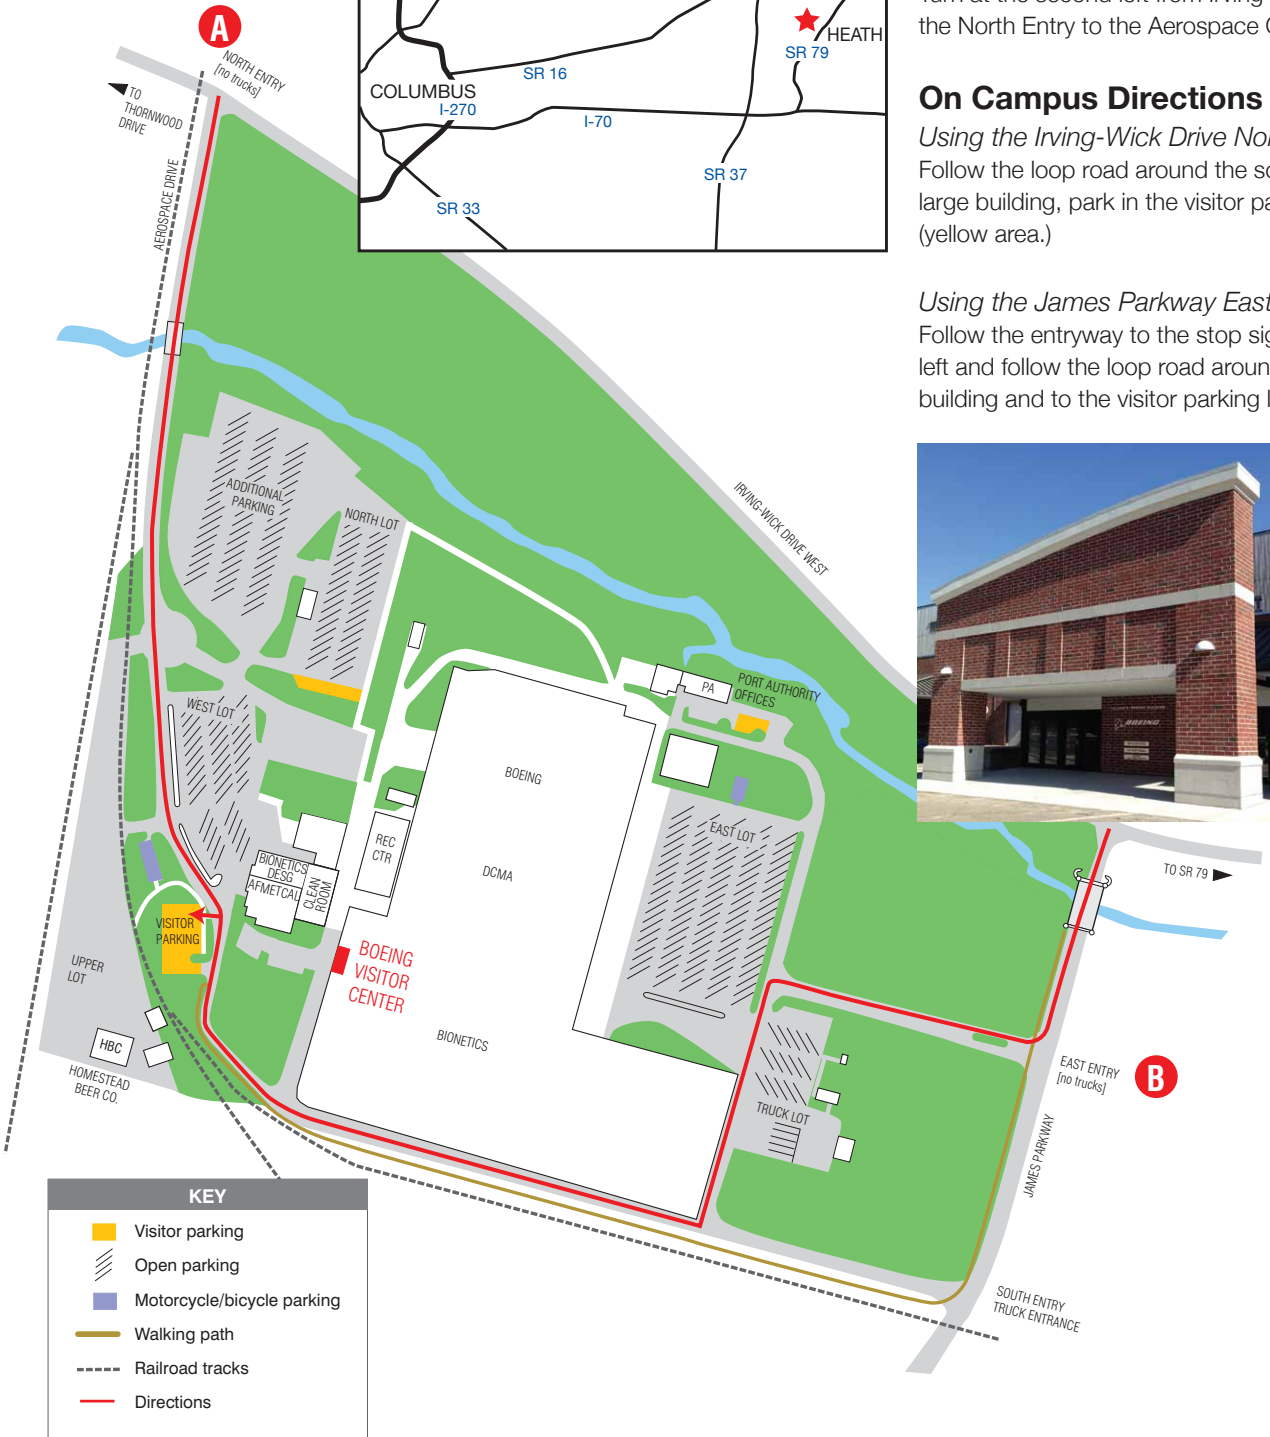 A
NORTH ENTRY
[no trucks]
TO
THORNWOOD
DRIVE
AEROSPACE DRIVE
HEATH
SR 79
SR 16
COLUMBUS
I-270
I-70
SR 37
SR 33
the North Entry to the Aerospace
On Campus Directions
Using the Irving-Wick Drive
Follow the loop road around the
large building, park in the visitor
(yellow area.)
Using the James Parkway East
Follow the entryway to the stop
left and follow the loop road
building and to the visitor parking
IRVING-WICK DRIVE WEST
ADDITIONAL
PARKING
NORTH LOT
WEST LOT
PA
PORT AUTHORITY
OFFICES
BOEING
BOEING
EAST LOT
REC
CTR
DCMA
BIONETICS
DESG
AFMETCAL
CLEAN
ROOM
TO SR 79
VISITOR
PARKING
BOEING
VISITOR
CENTER
UPPER
LOT
BIONETICS
HBC
HOMESTEAD
BEER CO.
TRUCK LOT
EAST ENTRY
[no trucks]
B
JAMES PARKWAY
SOUTH ENTRY
TRUCK ENTRANCE
KEY
Visitor parking
Open parking
Motorcycle/bicycle parking
Walking path
Railroad tracks
Directions